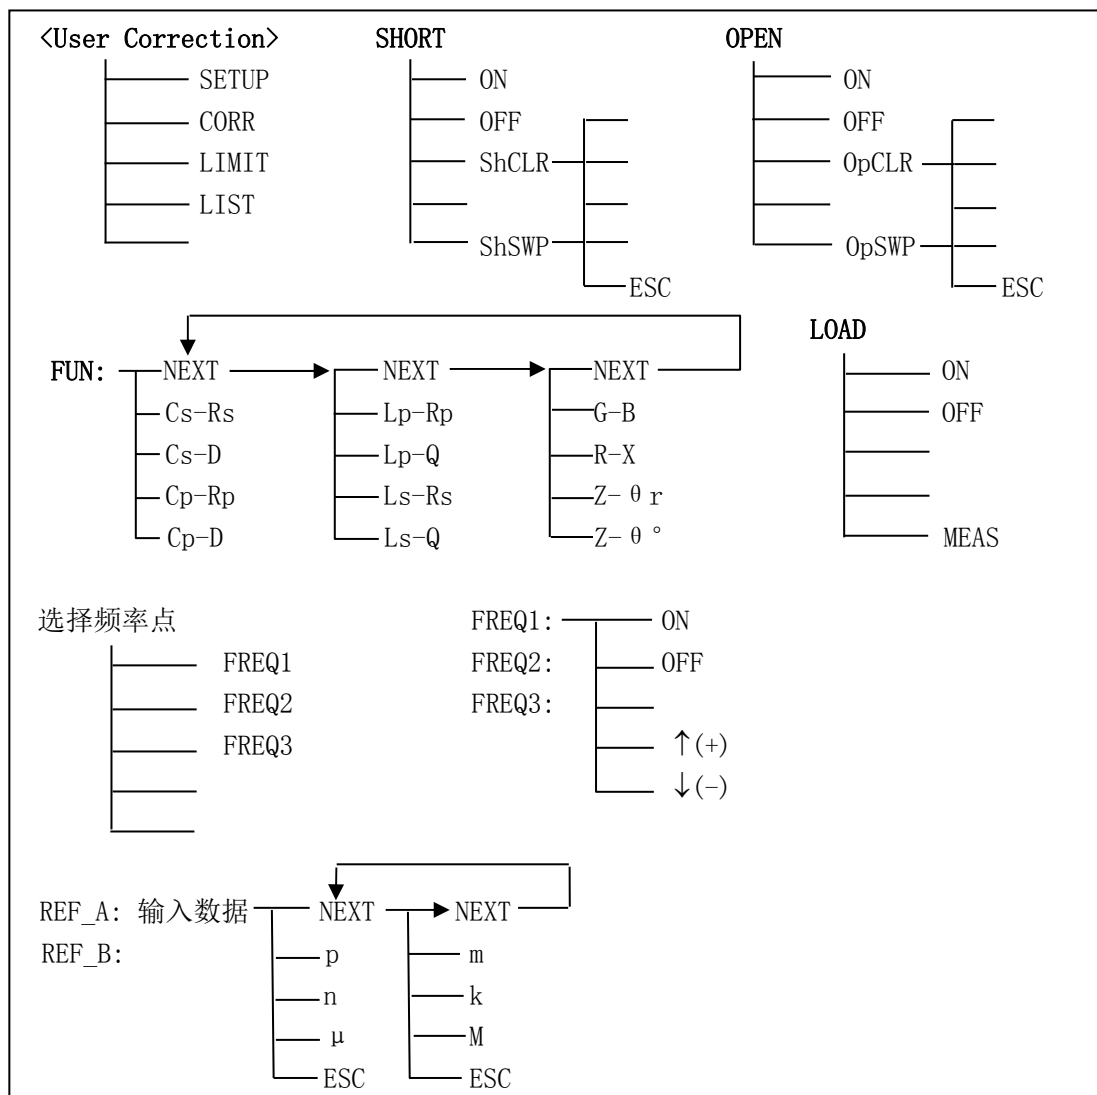 <User Correction>
SETUP
CORR
LIMIT
LIST
SHORT
ON
OFF
ShCLR
ShSWP
ESC
OPEN
ON
OFF
OpCLR
OpSWP
ESC
FUN:
NEXT
Cs-Rs
Cs-D
Cp-Rp
Cp-D
NEXT
Lp-Rp
Lp-Q
Ls-Rs
Ls-Q
NEXT
G-B
R-X
Z-θr
Z-θ°
LOAD
ON
OFF
MEAS
选择频率点
FREQ1
FREQ2
FREQ3
FREQ1:
FREQ2:
FREQ3:
ON
OFF
↑(+)
↓(-)
REF_A: 输入数据
REF_B:
NEXT
p
n
μ
ESC
NEXT
m
k
M
ESC